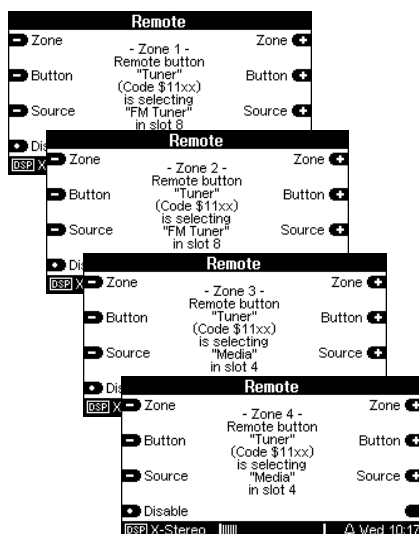 Remote
Zone - Zone 1 - Zone
Remote button
Button "Tuner" Button
(Code $11xx)
is selecting
Source "FM Tuner" Source
in slot 8
Remote
Zone - Zone 2 - Zone
Remote button
Button "Tuner" Button
(Code $11xx)
is selecting
Source "FM Tuner" Source
in slot 8
Remote
Zone - Zone 3 - Zone
Remote button
Button "Tuner" Button
(Code $11xx)
is selecting
Source "Media" Source
in slot 4
Remote
Zone - Zone 4 - Zone
Remote button
Button "Tuner" Button
(Code $11xx)
is selecting
Source "Media" Source
in slot 4
Disable
DSP X-Stereo Wed 10:17